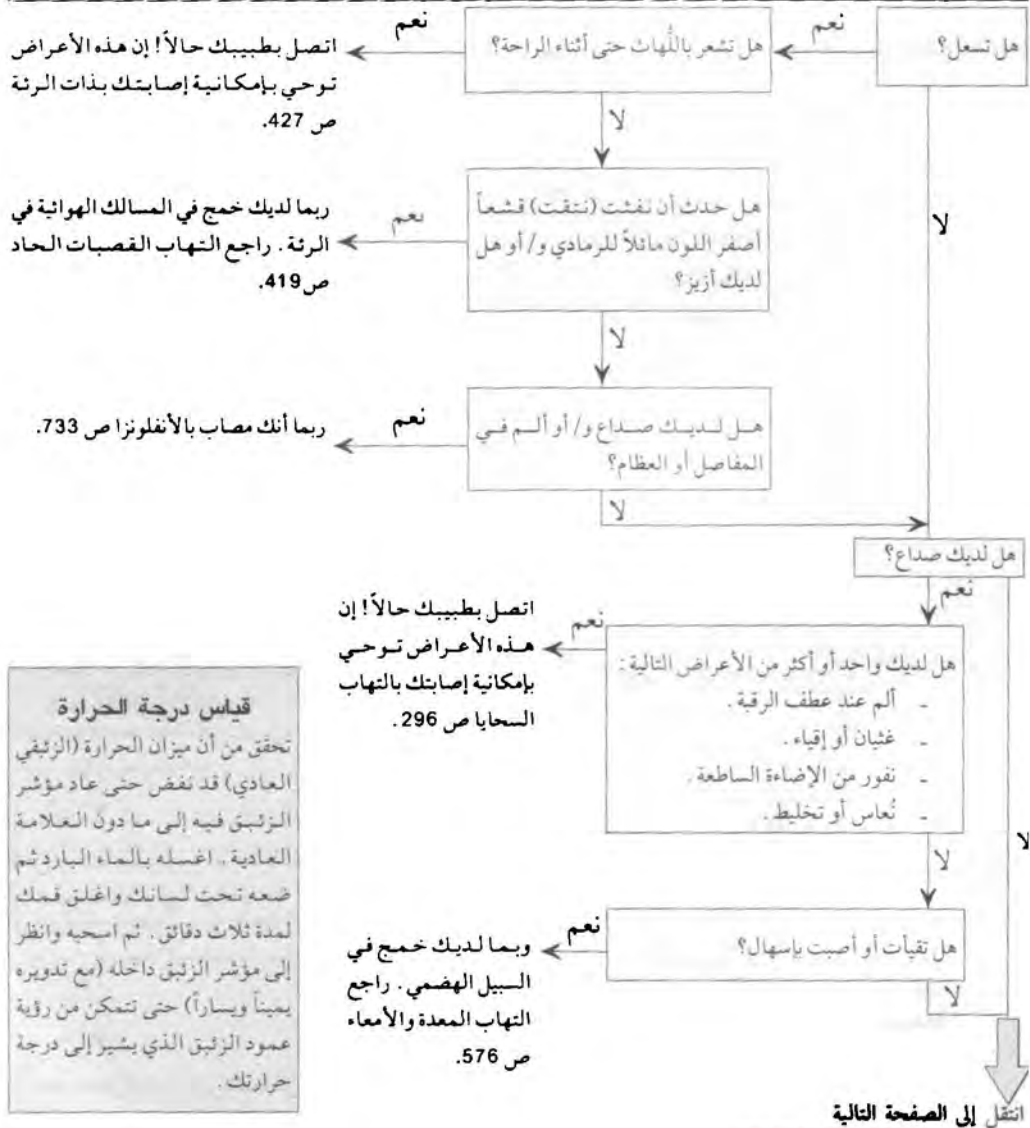 هل تسعل؟
نعم
هل تشعر باللُّهاث حتى أثناء الراحة؟
نعم
اتصل بطبيبك حالاً! إن هذه الأعراض
توحي بإمكانية إصابتك بذات الرئة
ص 427.
لا
لا
هل حدث أن نفثت (نتقت) قشعاً
أصفر اللون مائلاً للرمادي و/أو هل
لديك أزيز؟
نعم
ربما لديك خمج في المسالك الهوائية في
الرئة. راجع التهاب القصبات الحاد
ص 419.
لا
هل لديك صداع و/أو ألم في
المفاصل أو العظام؟
نعم
ربما أنك مصاب بالأنفلونزا ص 733.
لا
هل لديك صداع؟
نعم
هل لديك واحد أو أكثر من الأعراض التالية:
- ألم عند عطف الرقبة.
- غثيان أو إقياء.
- نفور من الإضاءة الساطعة.
- نُعاس أو تخليط.
نعم
اتصل بطبيبك حالاً! إن
هذه الأعراض توحي
بإمكانية إصابتك بالتهاب
السحايا ص 296.
لا
لا
هل تقيأت أو أصبت بإسهال؟
نعم
وبما لديك خمج في
السبيل الهضمي. راجع
التهاب المعدة والأمعاء
ص 576.
لا
انتقل إلى الصفحة التالية
قياس درجة الحرارة
تحقق من أن ميزان الحرارة (الزئبقي
العادي) قد نفض حتى عاد مؤشر
الزئبق فيه إلى ما دون العلامة
العادية. اغسله بالماء البارد ثم
ضعه تحت لسانك واغلق فمك
لمدة ثلاث دقائق. ثم اسحبه وانظر
إلى مؤشر الزئبق داخله (مع تدويره
يميناً ويساراً) حتى تتمكن من رؤية
عمود الزئبق الذي يشير إلى درجة
حرارتك.